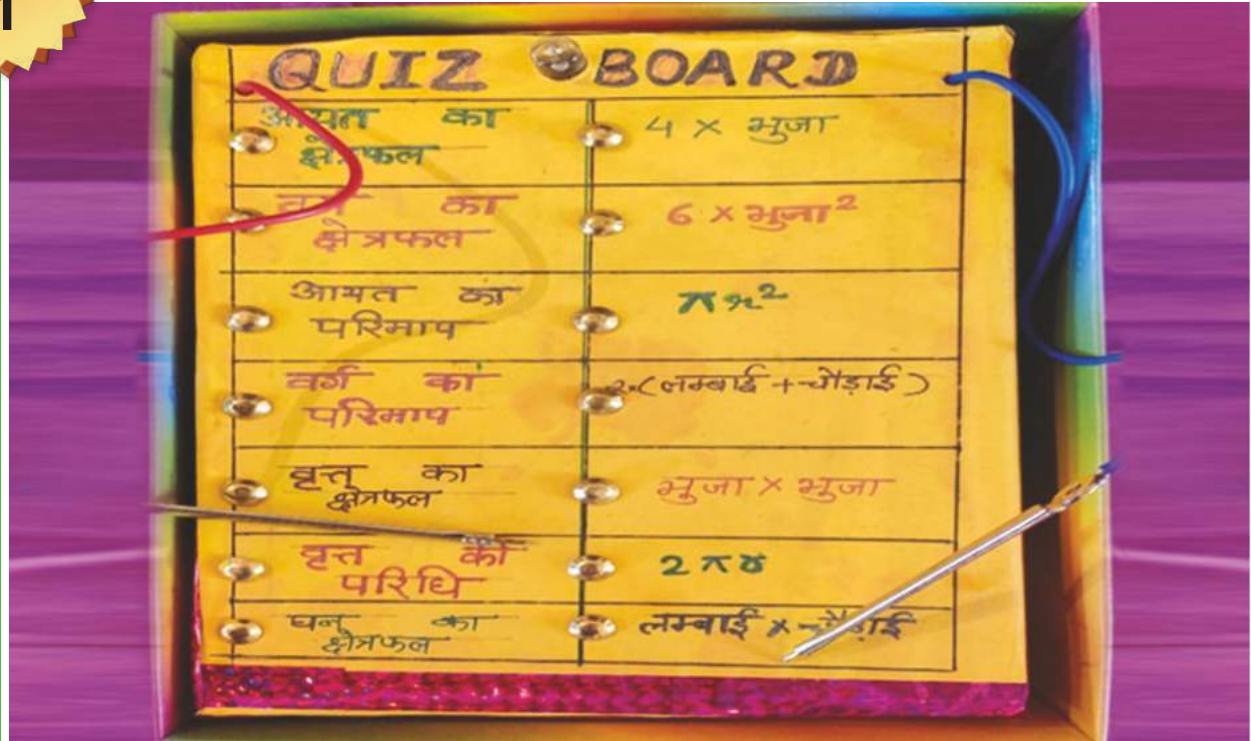 QUIZ BOARD
आयत का
क्षेत्रफल
4 × भुजा
वर्ग का
क्षेत्रफल
6 × भुजा²
आयत का
परिमाप
πr²
वर्ग का
परिमाप
2.(लम्बाई + चौड़ाई)
वृत्त का
क्षेत्रफल
भुजा × भुजा
वृत्त की
परिधि
2πr
घन का
क्षेत्रफल
लम्बाई × चौड़ाई